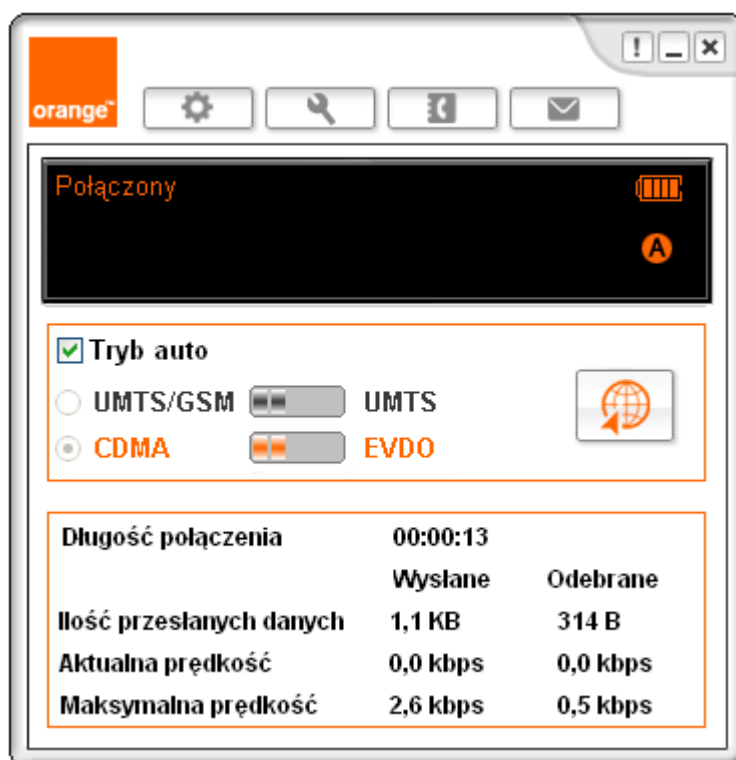 orange™
Połączony
A
Tryb auto
UMTS/GSM UMTS
CDMA EVDO
Długość połączenia 00:00:13
Wysłane Odebrane
Ilość przesłanych danych 1,1 KB 314 B
Aktualna prędkość 0,0 kbps 0,0 kbps
Maksymalna prędkość 2,6 kbps 0,5 kbps